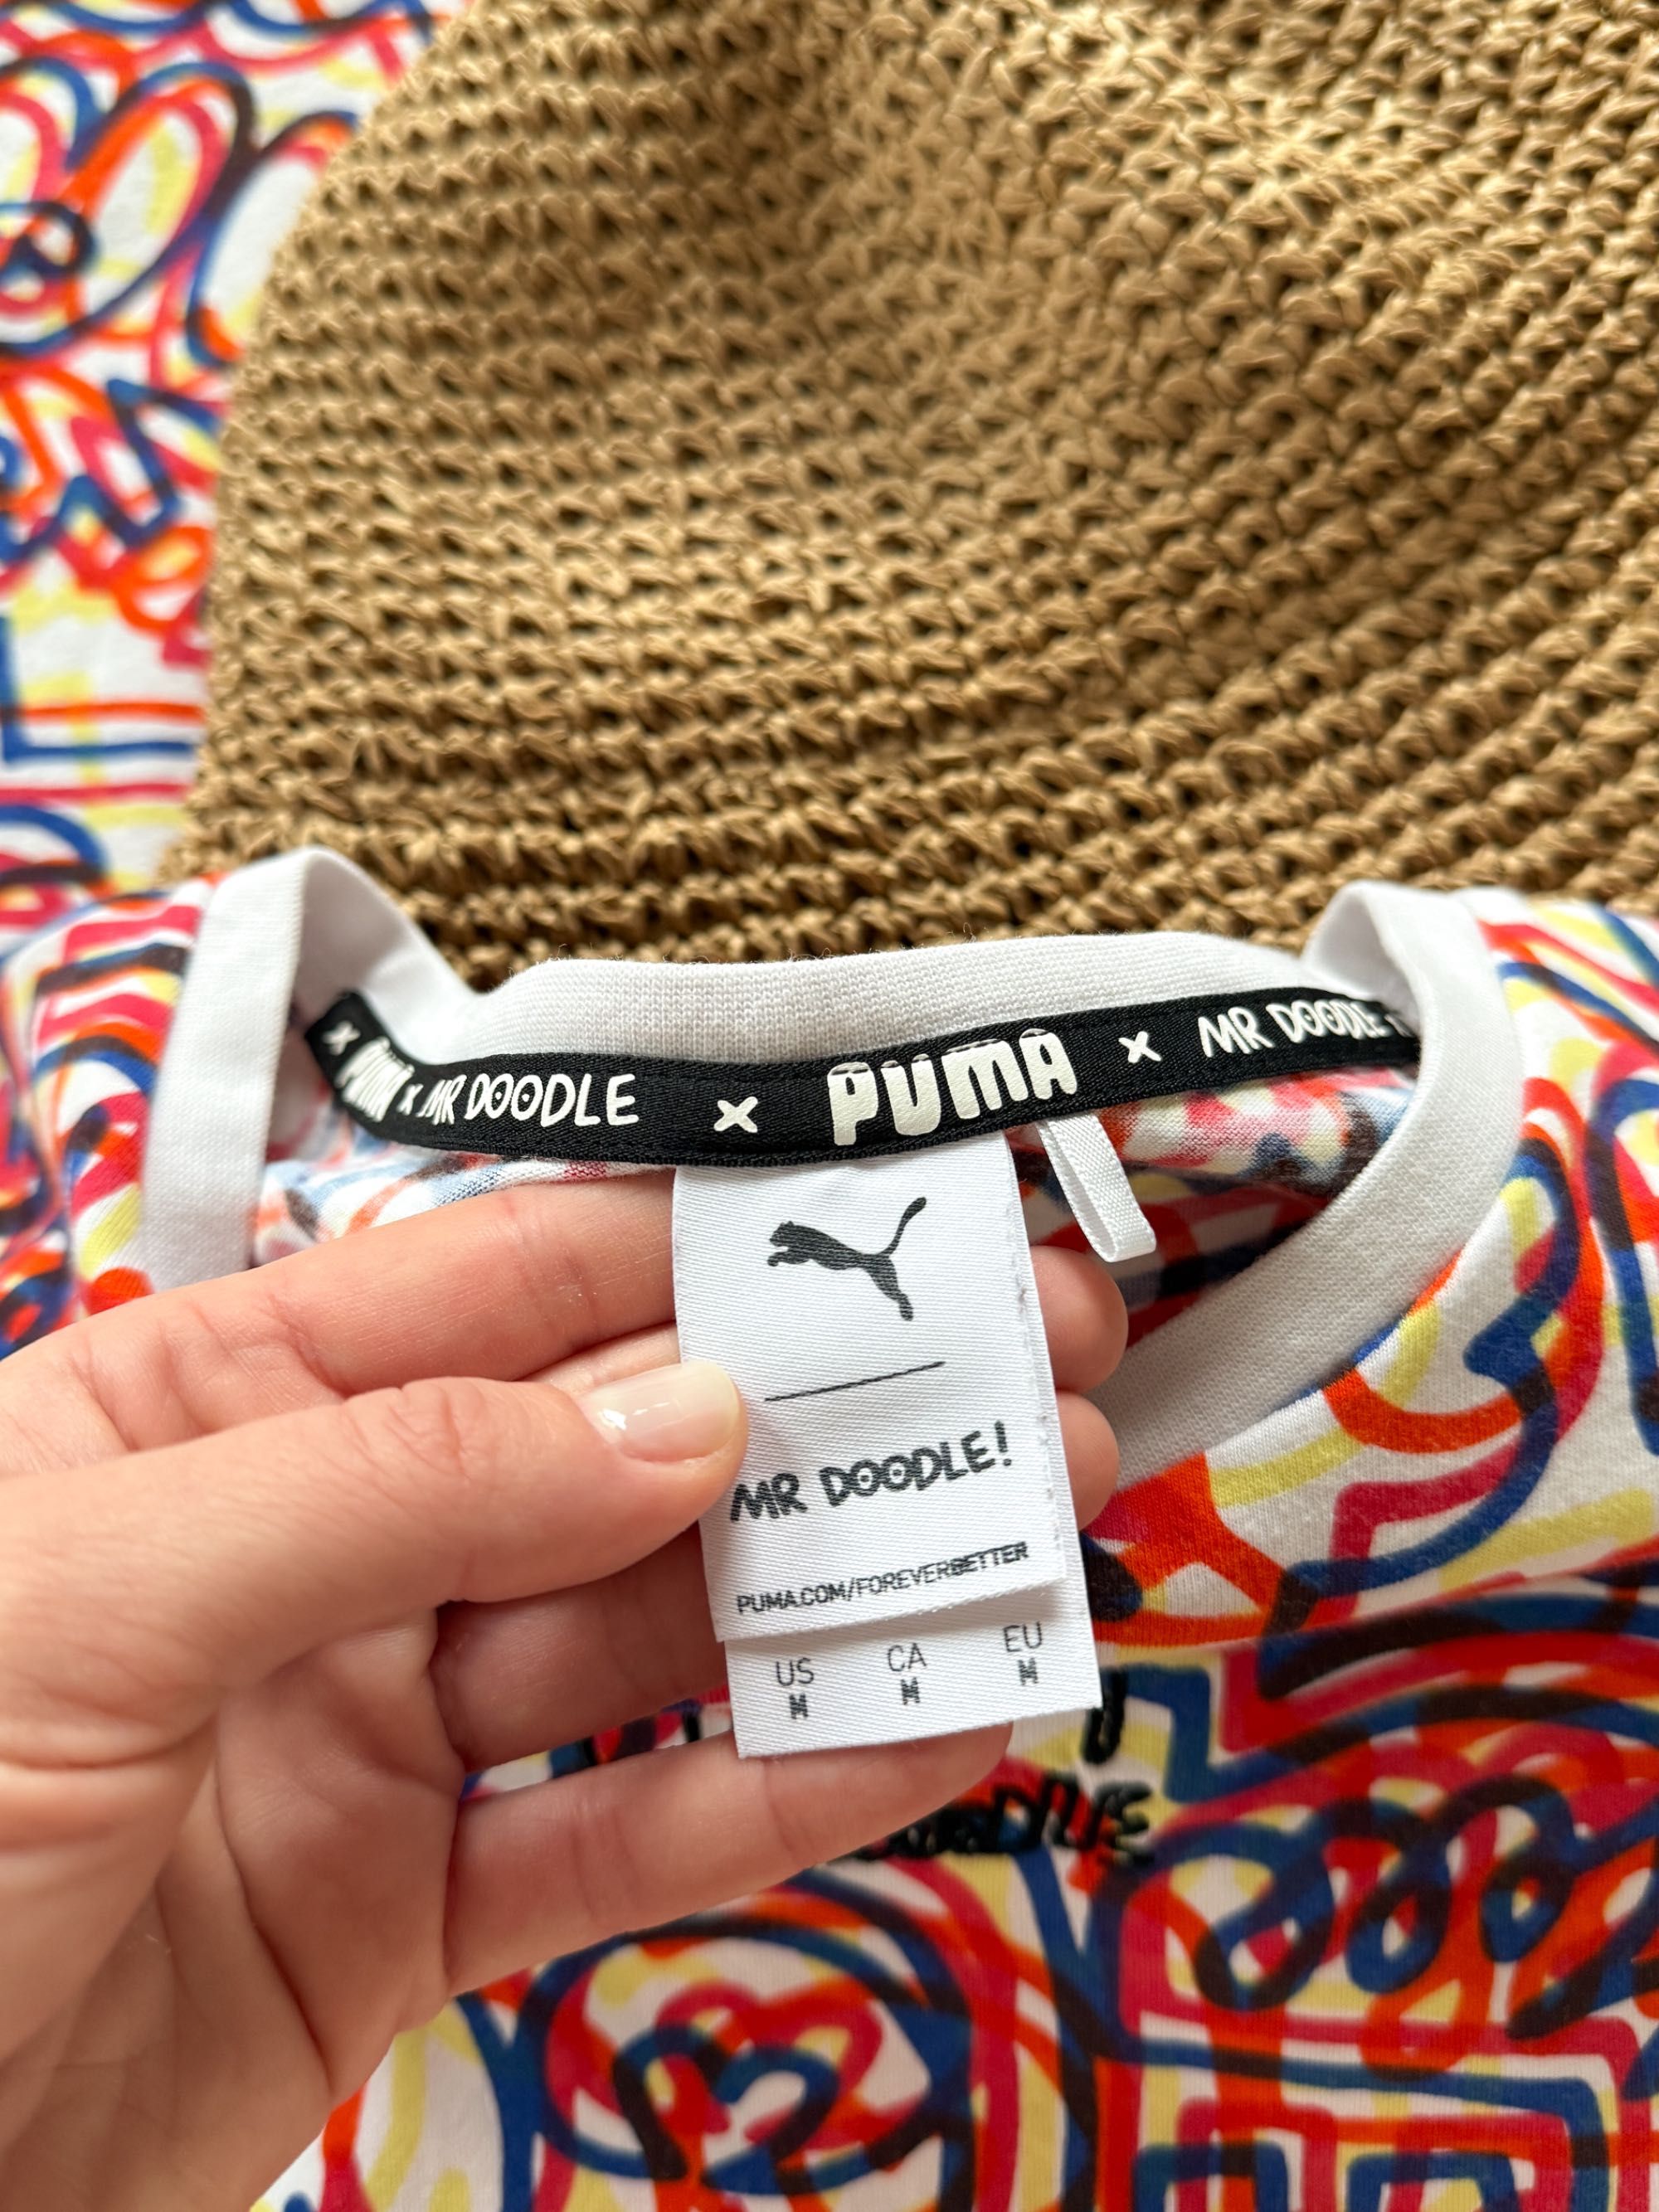 x PUMA x MR DOODLE x PUMA x MR DOODLE
MR DOODLE!
PUMA.COM/FOREVERBETTER
US CA EU
M M M